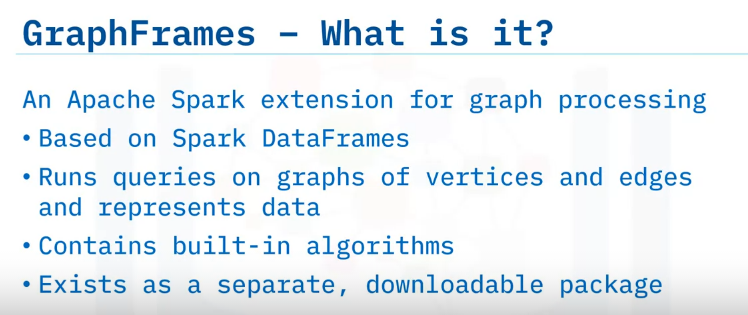 GraphFrames – What is it?
An Apache Spark extension for graph processing
• Based on Spark DataFrames
• Runs queries on graphs of vertices and edges
and represents data
• Contains built-in algorithms
• Exists as a separate, downloadable package